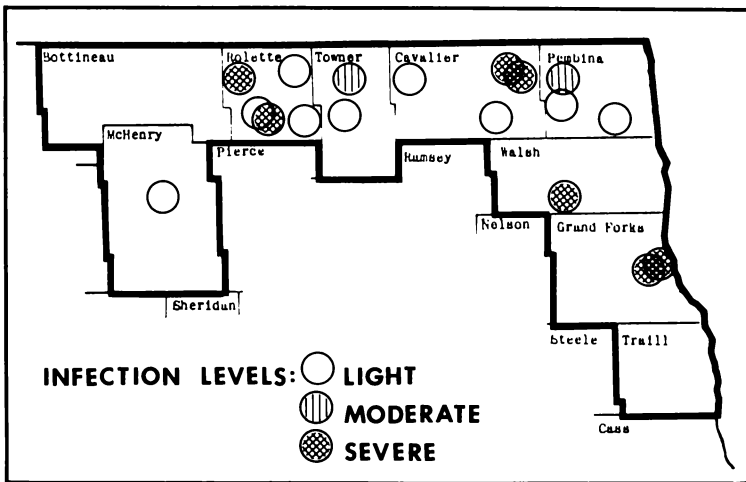 Bottineau Rolette Towner Cavalier Pembina
McHenry
Pierce Ramsey Walsh
Nelson Grand Forks
Sheridan
Steele Traill
INFECTION LEVELS: LIGHT
MODERATE
Cass
SEVERE